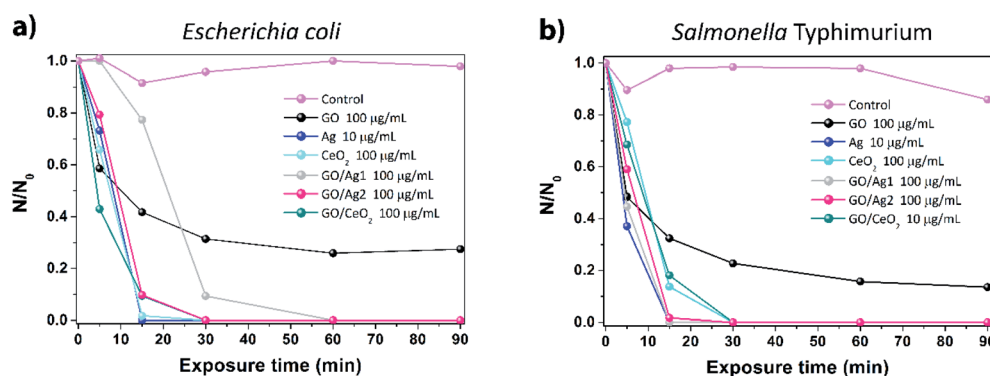 a) Escherichia coli
N/N0
1.0
0.8
0.6
0.4
0.2
0.0
Control
GO 100 µg/mL
Ag 10 µg/mL
CeO2 100 µg/mL
GO/Ag1 100 µg/mL
GO/Ag2 100 µg/mL
GO/CeO2 100 µg/mL
0 10 20 30 40 50 60 70 80 90
Exposure time (min)
b) Salmonella Typhimurium
N/N0
1.0
0.8
0.6
0.4
0.2
0.0
Control
GO 100 µg/mL
Ag 10 µg/mL
CeO2 100 µg/mL
GO/Ag1 100 µg/mL
GO/Ag2 100 µg/mL
GO/CeO2 10 µg/mL
0 10 20 30 40 50 60 70 80 90
Exposure time (min)